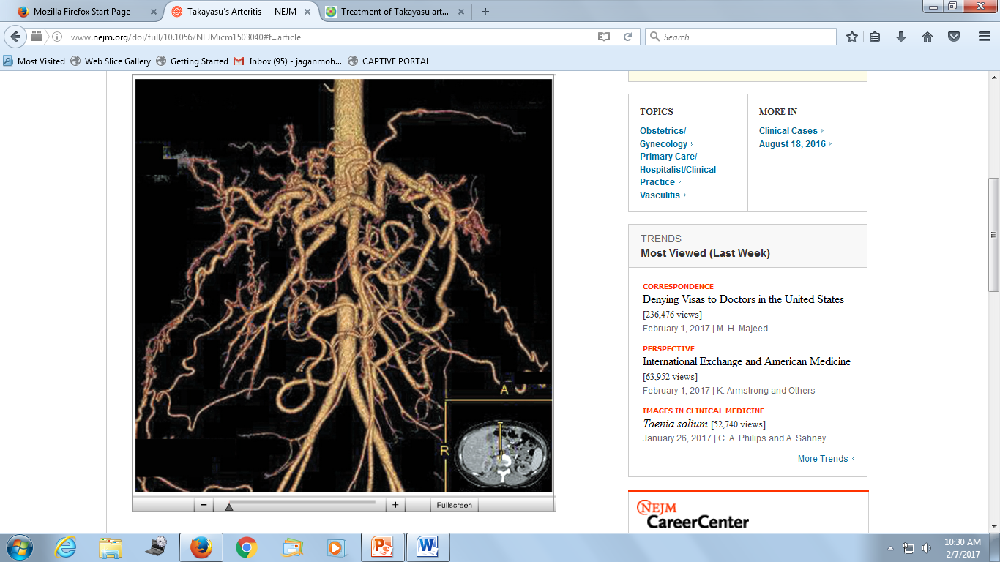 Mozilla Firefox Start Page
Takayasu's Arteritis — NEJM
Treatment of Takayasu art...
www.nejm.org/doi/full/10.1056/NEJMicm1503040#t=article
Search
Most Visited
Web Slice Gallery
Getting Started
Inbox (95) - jaganmoh...
CAPTIVE PORTAL
A
R
Fullscreen
TOPICS
Obstetrics/
Gynecology
Primary Care/
Hospitalist/Clinical
Practice
Vasculitis
MORE IN
Clinical Cases
August 18, 2016
TRENDS
Most Viewed (Last Week)
CORRESPONDENCE
Denying Visas to Doctors in the United States
[236,476 views]
February 1, 2017 | M. H. Majeed
PERSPECTIVE
International Exchange and American Medicine
[63,952 views]
February 1, 2017 | K. Armstrong and Others
IMAGES IN CLINICAL MEDICINE
Taenia solium [52,740 views]
January 26, 2017 | C. A. Philips and A. Sahney
More Trends
NEJM
CareerCenter
10:30 AM
2/7/2017